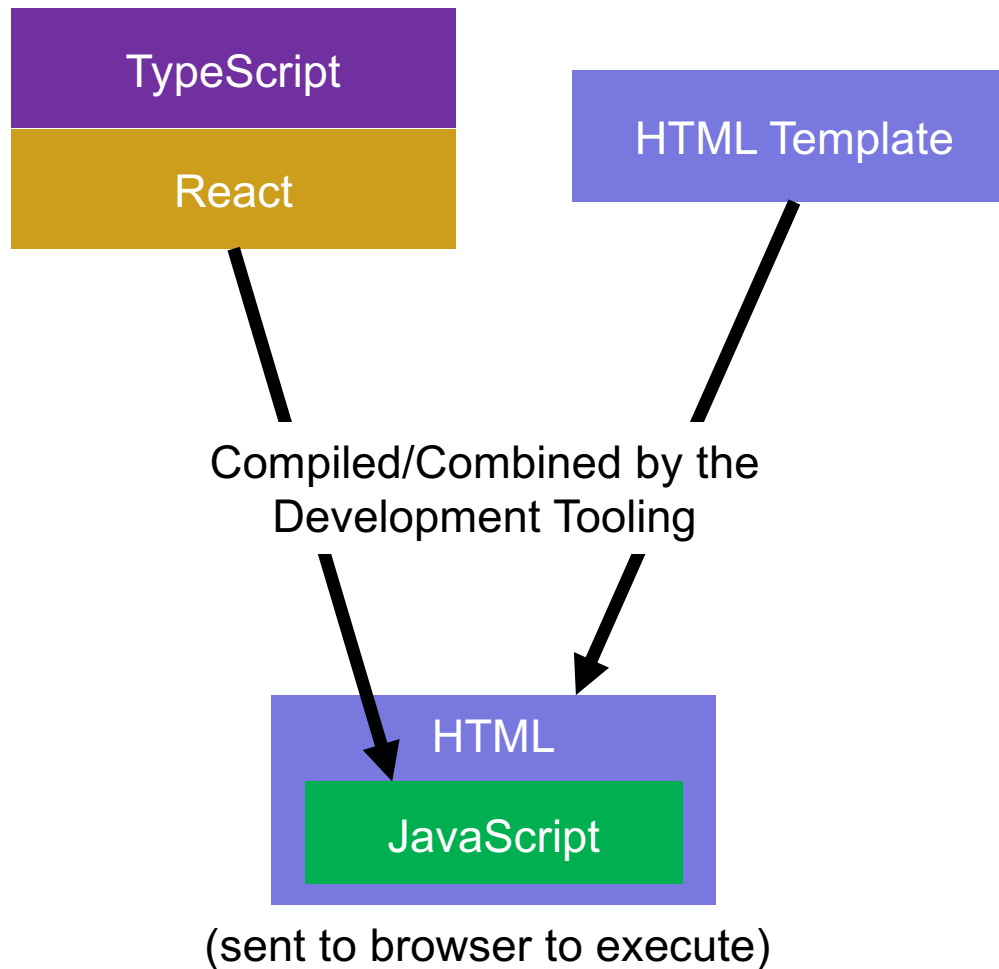 TypeScript
React
HTML Template
Compiled/Combined by the
Development Tooling
HTML
JavaScript
(sent to browser to execute)